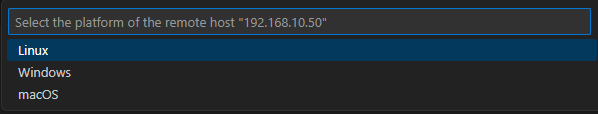 Select the platform of the remote host "192.168.10.50"
Linux
Windows
macOS